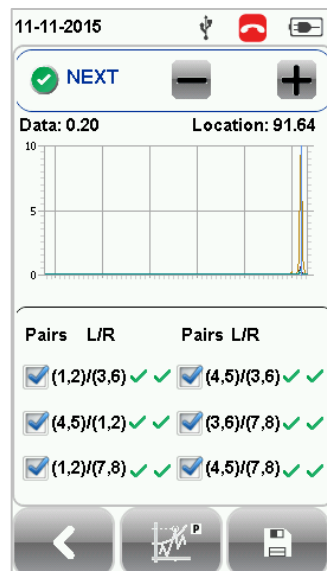 11-11-2015
NEXT
Data: 0.20 Location: 91.64
10
5
0
Pairs L/R Pairs L/R
(1,2)/(3,6) (4,5)/(3,6)
(4,5)/(1,2) (3,6)/(7,8)
(1,2)/(7,8) (4,5)/(7,8)
P